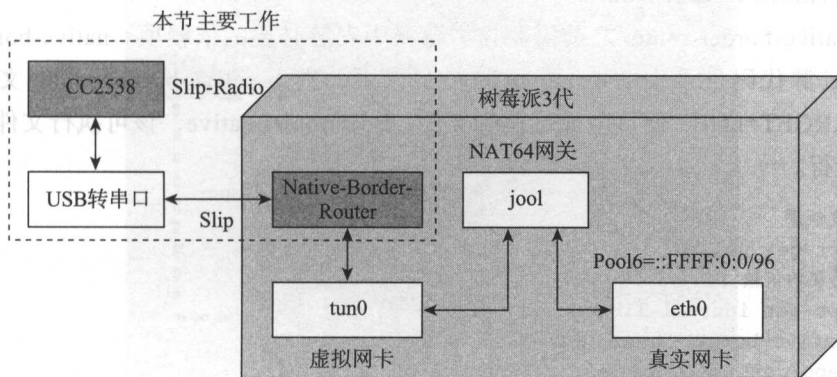 本节主要工作
CC2538
Slip-Radio
树莓派3代
NAT64网关
USB转串口
Slip
Native-Border-
Router
jool
Pool6=::FFFF:0:0/96
tun0
eth0
虚拟网卡
真实网卡